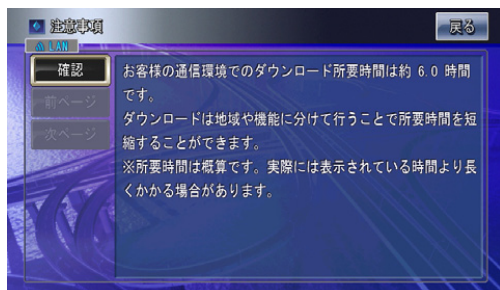 注意事項
戻る
LAN
確認
前ページ
次ページ
お客様の通信環境でのダウンロード所要時間は約 6.0 時間
です。
ダウンロードは地域や機能に分けて行うことで所要時間を短
縮することができます。
※所要時間は概算です。実際には表示されている時間より長
くかかる場合があります。